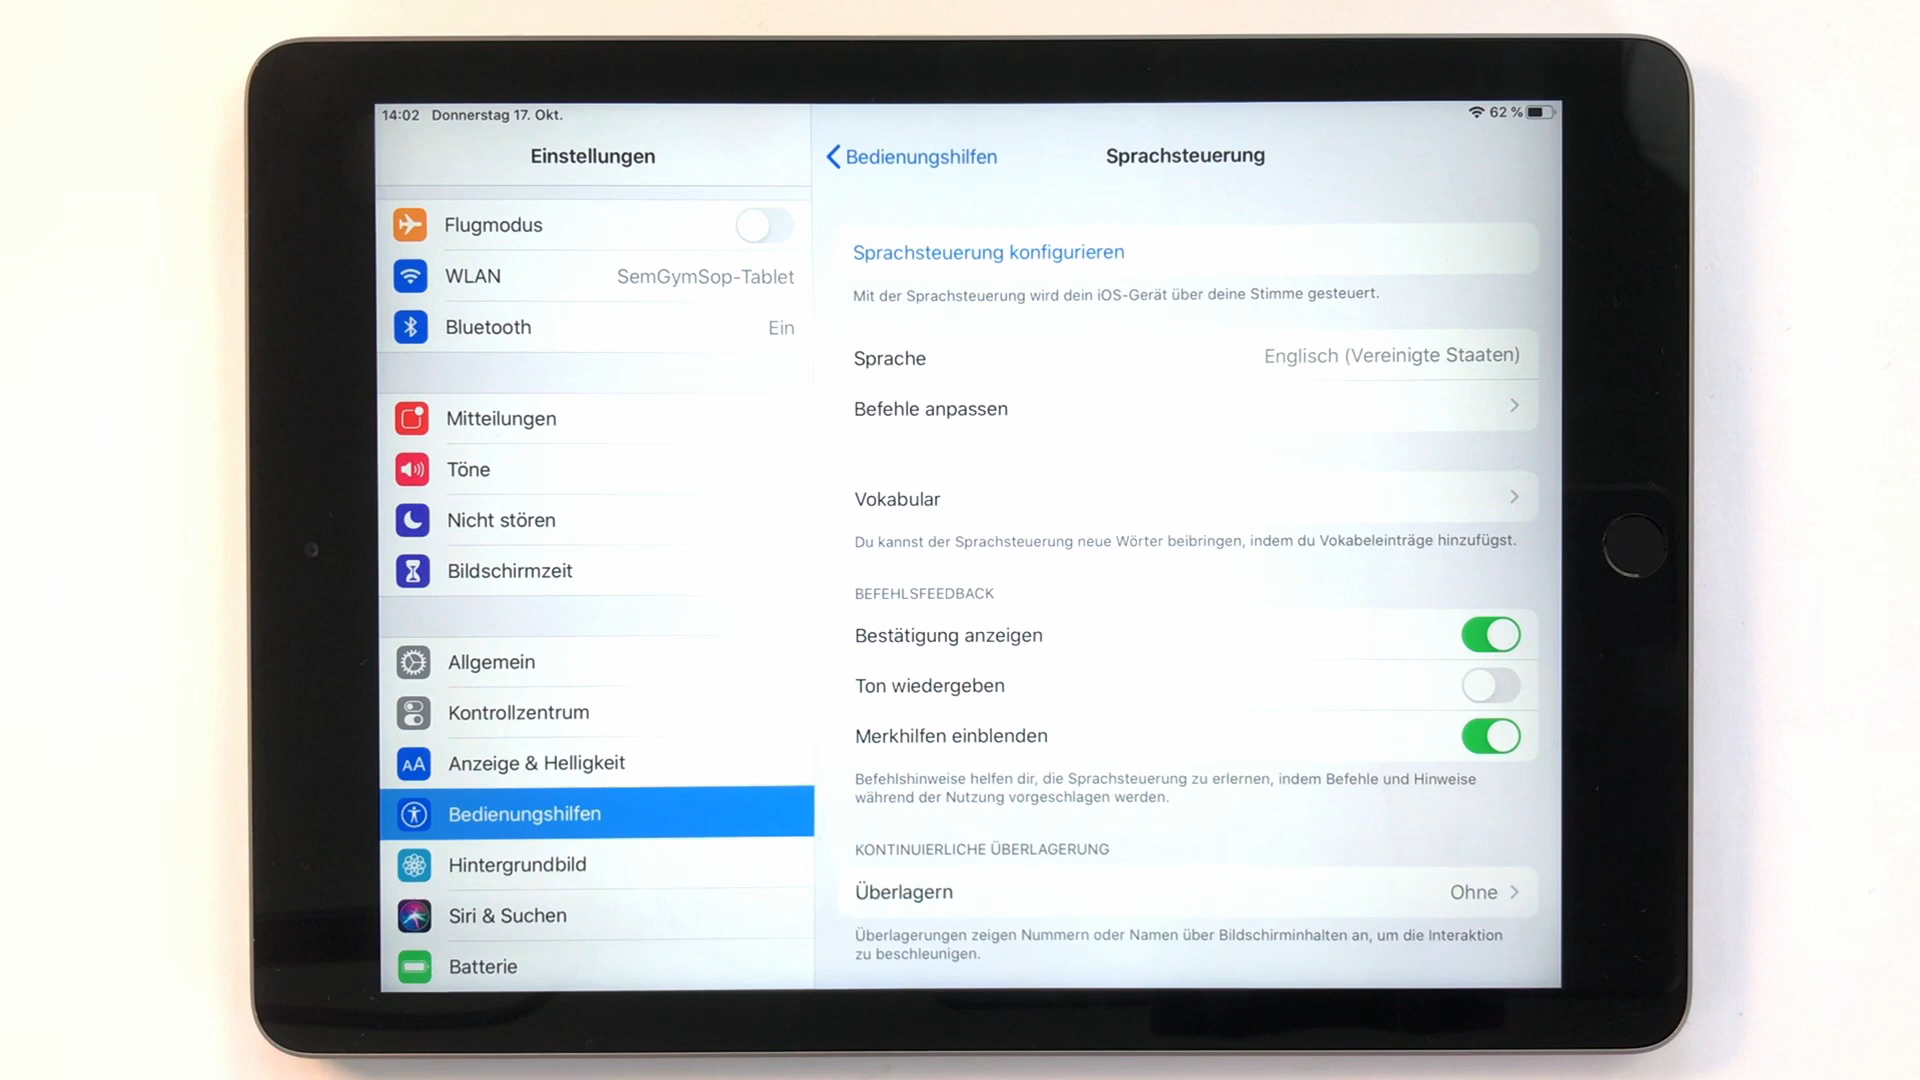 14:02 Donnerstag 17. Okt.
62 %
Einstellungen
Flugmodus
WLAN SemGymSop-Tablet
Bluetooth Ein
Mitteilungen
Töne
Nicht stören
Bildschirmzeit
Allgemein
Kontrollzentrum
AA Anzeige & Helligkeit
Bedienungshilfen
Hintergrundbild
Siri & Suchen
Batterie
Bedienungshilfen Sprachsteuerung
Sprachsteuerung konfigurieren
Mit der Sprachsteuerung wird dein iOS-Gerät über deine Stimme gesteuert.
Sprache Englisch (Vereinigte Staaten)
Befehle anpassen
Vokabular
Du kannst der Sprachsteuerung neue Wörter beibringen, indem du Vokabeleinträge hinzufügst.
BEFEHLSFEEDBACK
Bestätigung anzeigen
Ton wiedergeben
Merkhilfen einblenden
Befehlshinweise helfen dir, die Sprachsteuerung zu erlernen, indem Befehle und Hinweise
während der Nutzung vorgeschlagen werden.
KONTINUIERLICHE ÜBERLAGERUNG
Überlagern Ohne
Überlagerungen zeigen Nummern oder Namen über Bildschirminhalten an, um die Interaktion
zu beschleunigen.